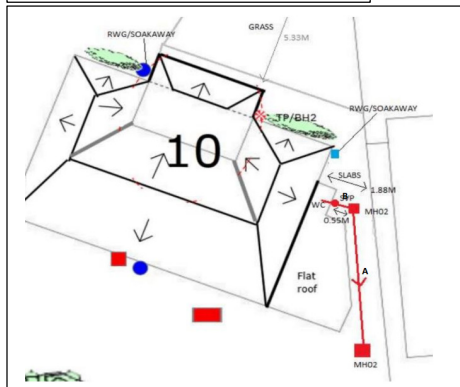 GRASS
RWG/SOAKAWAY
5.33M
TP/BH2
RWG/SOAKAWAY
10
SLABS
1.88M
B
WC
SVP
MH02
0.55M
A
Flat
roof
MH02